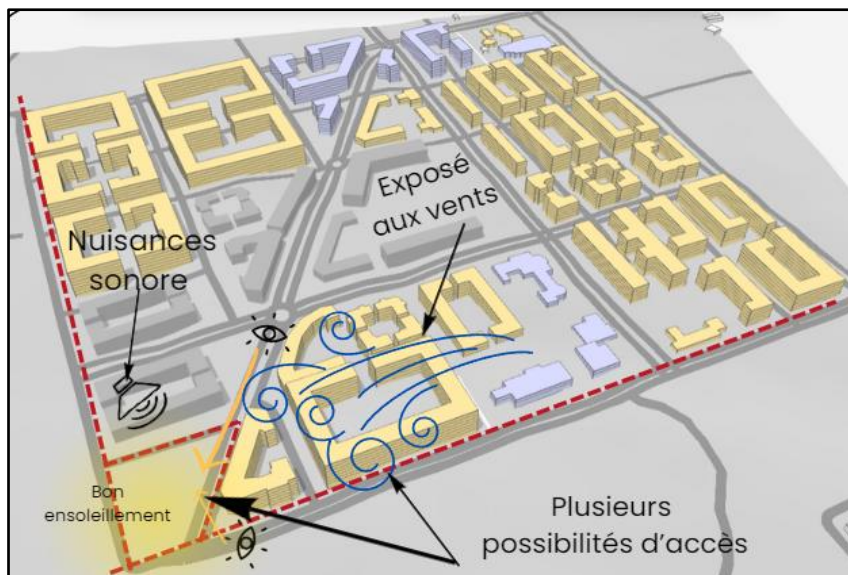 Exposé
aux vents
Nuisances
sonore
Bon
ensoleillement
Plusieurs
possibilités d'accès